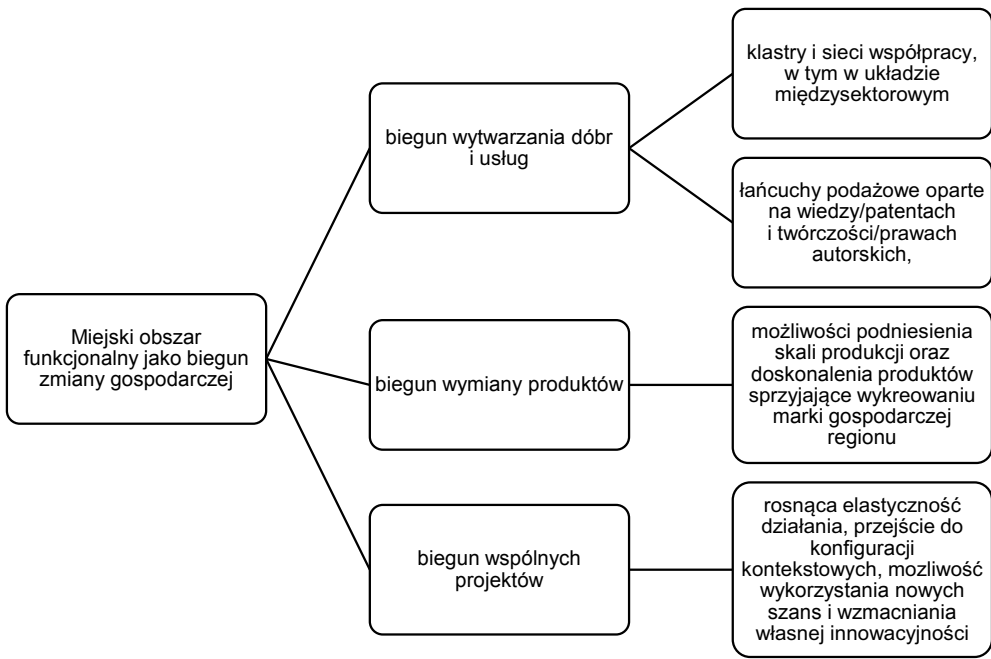 Miejski obszar
funkcjonalny jako biegun
zmiany gospodarczej
biegun wytwarzania dóbr
i usług
klastry i sieci współpracy,
w tym w układzie
międzysektorowym
łańcuchy podażowe oparte
na wiedzy/patentach
i twórczości/prawach
autorskich,
biegun wymiany produktów
możliwości podniesienia
skali produkcji oraz
doskonalenia produktów
sprzyjające wykreowaniu
marki gospodarczej
regionu
biegun wspólnych
projektów
rosnąca elastyczność
działania, przejście do
konfiguracji
kontekstowych, mozliwość
wykorzystania nowych
szans i wzmacniania
własnej innowacyjności